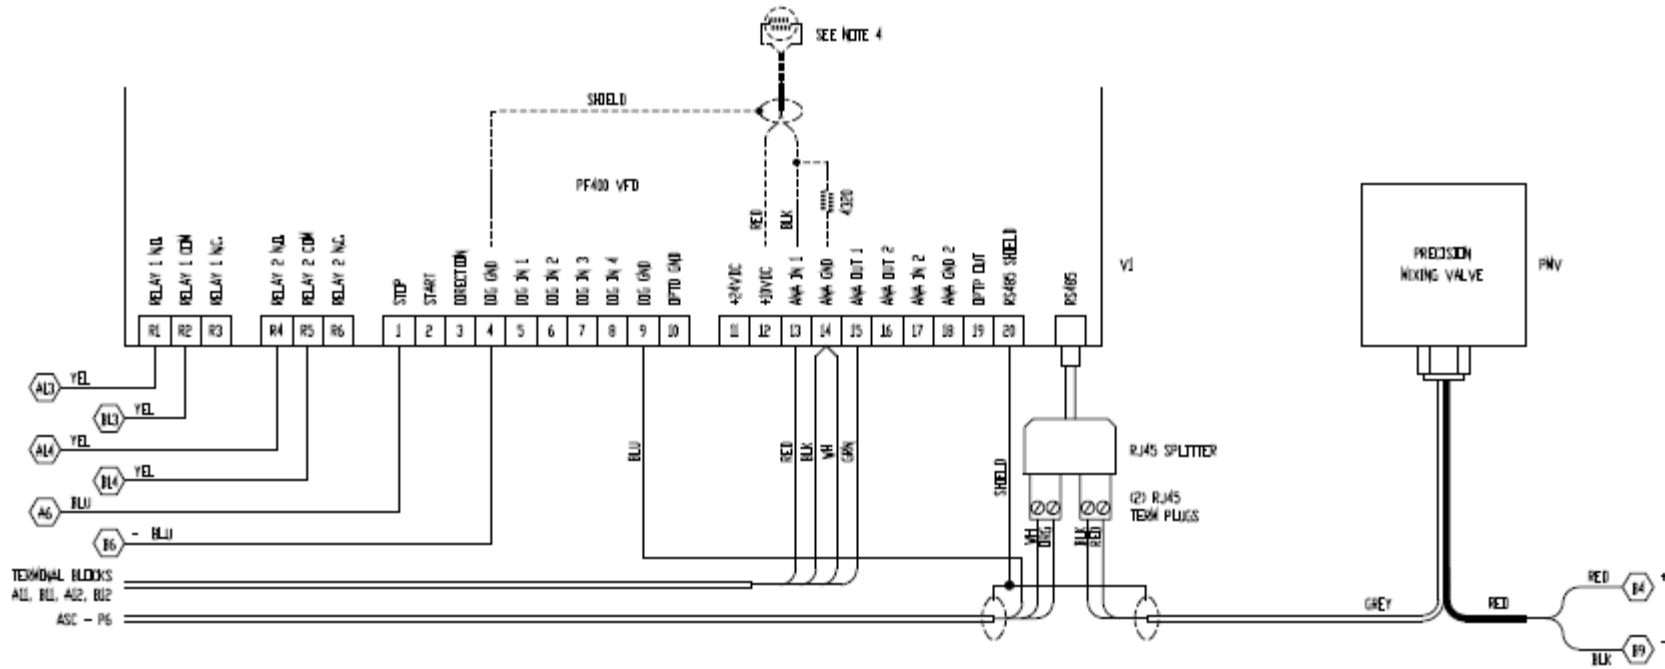 SEE NOTE 4
SHIELD
PF400 VFD
RED
BLK
432Ω
RELAY 1 N.O.
RELAY 1 COM
RELAY 1 N.C.
RELAY 2 N.O.
RELAY 2 COM
RELAY 2 N.C.
STOP
START
DIRECTION
DIG GND
DIG IN 1
DIG IN 2
DIG IN 3
DIG IN 4
DIG GND
OPTO GND
+24VDC
+10VDC
ANA IN 1
ANA GND
ANA OUT 1
ANA OUT 2
ANA IN 2
ANA GND 2
OPTP OUT
RS485 SHIELD
RS485
V1
PRECISION
MIXING VALVE
PMV
R1 R2 R3
R4 R5 R6
1 2 3 4 5 6 7 8 9 10
11 12 13 14 15 16 17 18 19 20
A13 YEL
B13 YEL
A14 YEL
B14 YEL
A6 BLU
B6 - BLU
BLU
RED
BLK
WH
GRN
SHIELD
RJ45 SPLITTER
(2) RJ45
TERM PLUGS
WH
ORG
BLK
RED
TERMINAL BLOCKS
A11, B11, A12, B12
ASC - P6
GREY
RED
RED
B4 +
BLK
B9 -